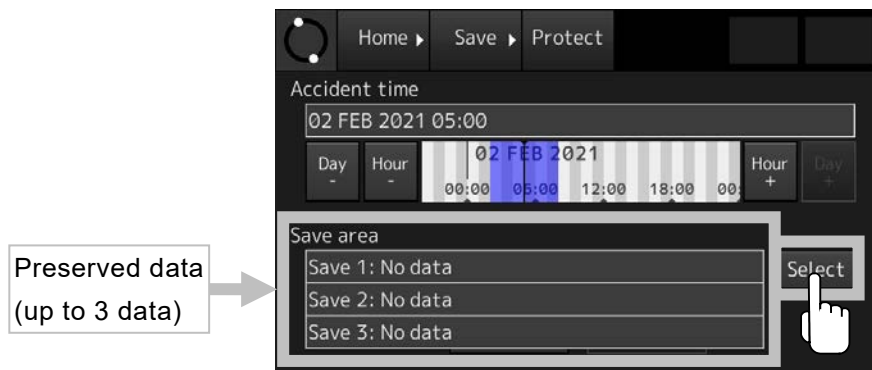 Home Save Protect
Accident time
02 FEB 2021 05:00
Day - Hour - 02 FEB 2021 Hour + Day +
00:00 06:00 12:00 18:00 00:
Save area
Save 1: No data
Save 2: No data
Save 3: No data
Select
Preserved data
(up to 3 data)